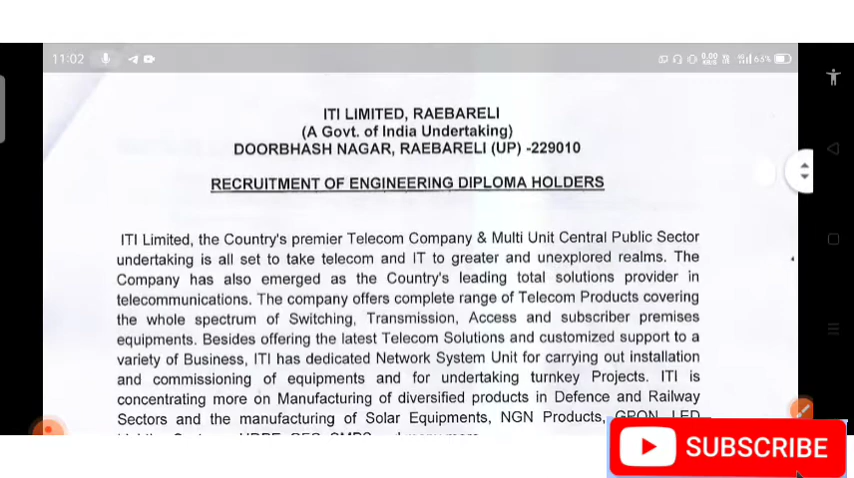 11:02
0.00
KB/S
63%
ITI LIMITED, RAEBARELI
(A Govt. of India Undertaking)
DOORBHASH NAGAR, RAEBARELI (UP) -229010
RECRUITMENT OF ENGINEERING DIPLOMA HOLDERS
ITI Limited, the Country's premier Telecom Company & Multi Unit Central Public Sector
undertaking is all set to take telecom and IT to greater and unexplored realms. The
Company has also emerged as the Country's leading total solutions provider in
telecommunications. The company offers complete range of Telecom Products covering
the whole spectrum of Switching, Transmission, Access and subscriber premises
equipments. Besides offering the latest Telecom Solutions and customized support to a
variety of Business, ITI has dedicated Network System Unit for carrying out installation
and commissioning of equipments and for undertaking turnkey Projects. ITI is
concentrating more on Manufacturing of diversified products in Defence and Railway
Sectors and the manufacturing of Solar Equipments, NGN Products, GPON, LED
SUBSCRIBE